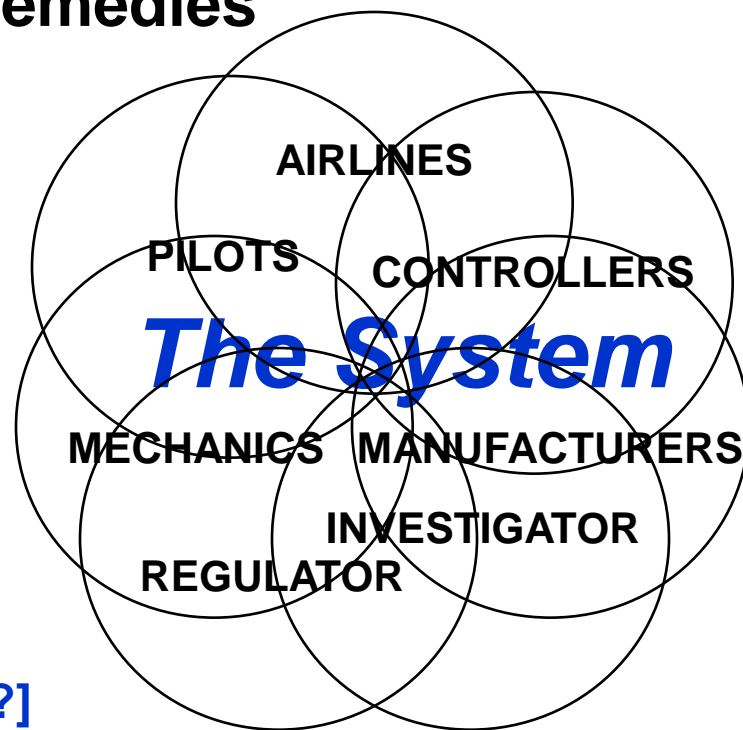 emedies
AIRLINES
PILOTS
CONTROLLERS
The System
MECHANICS
MANUFACTURERS
INVESTIGATOR
REGULATOR
?]